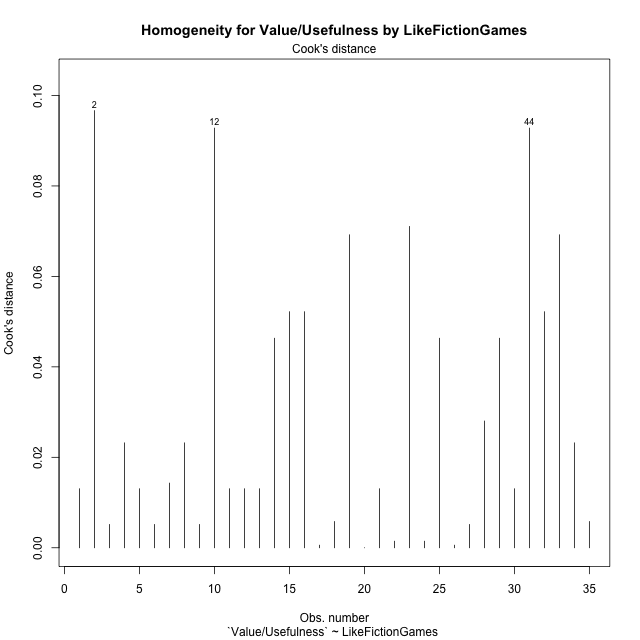 Homogeneity for Value/Usefulness by LikeFictionGames
Cook's distance
Cook's distance
0.10
0.08
0.06
0.04
0.02
0.00
2
12
44
0 5 10 15 20 25 30 35
Obs. number
`Value/Usefulness` ~ LikeFictionGames